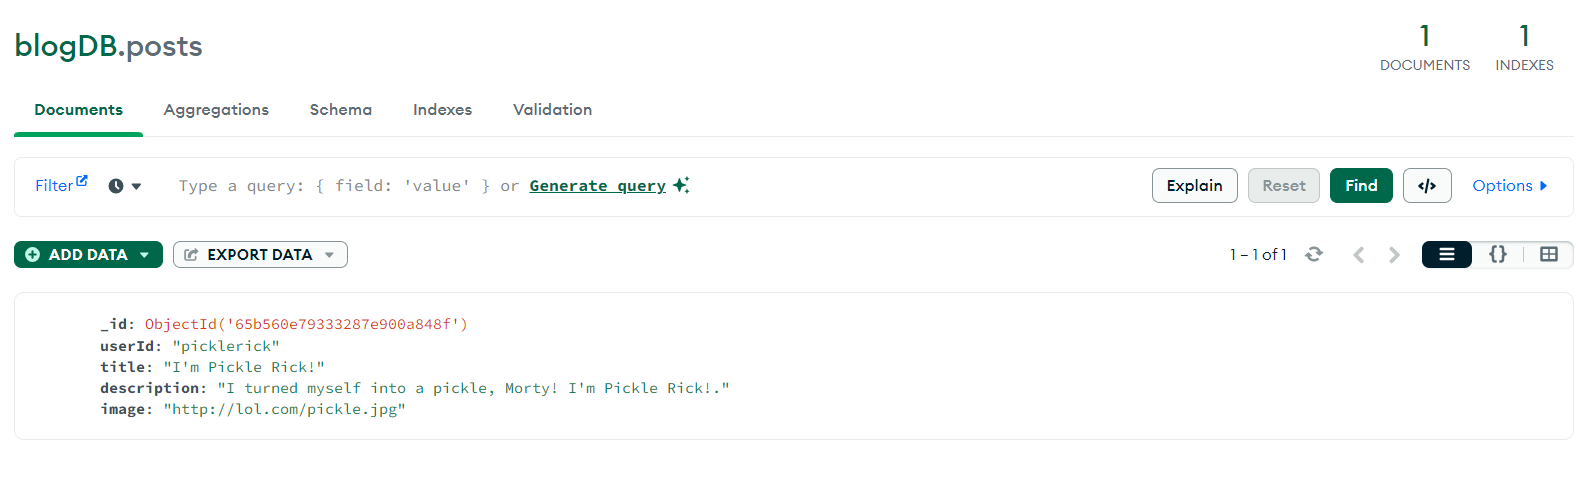 blogDB.posts
1 1
DOCUMENTS INDEXES
Documents Aggregations Schema Indexes Validation
Filter Type a query: { field: 'value' } or Generate query Explain Reset Find </> Options
ADD DATA EXPORT DATA 1 – 1 of 1 {}
_id: ObjectId('65b560e79333287e900a848f')
userId: "picklerick"
title: "I'm Pickle Rick!"
description: "I turned myself into a pickle, Morty! I'm Pickle Rick!."
image: "http://lol.com/pickle.jpg"